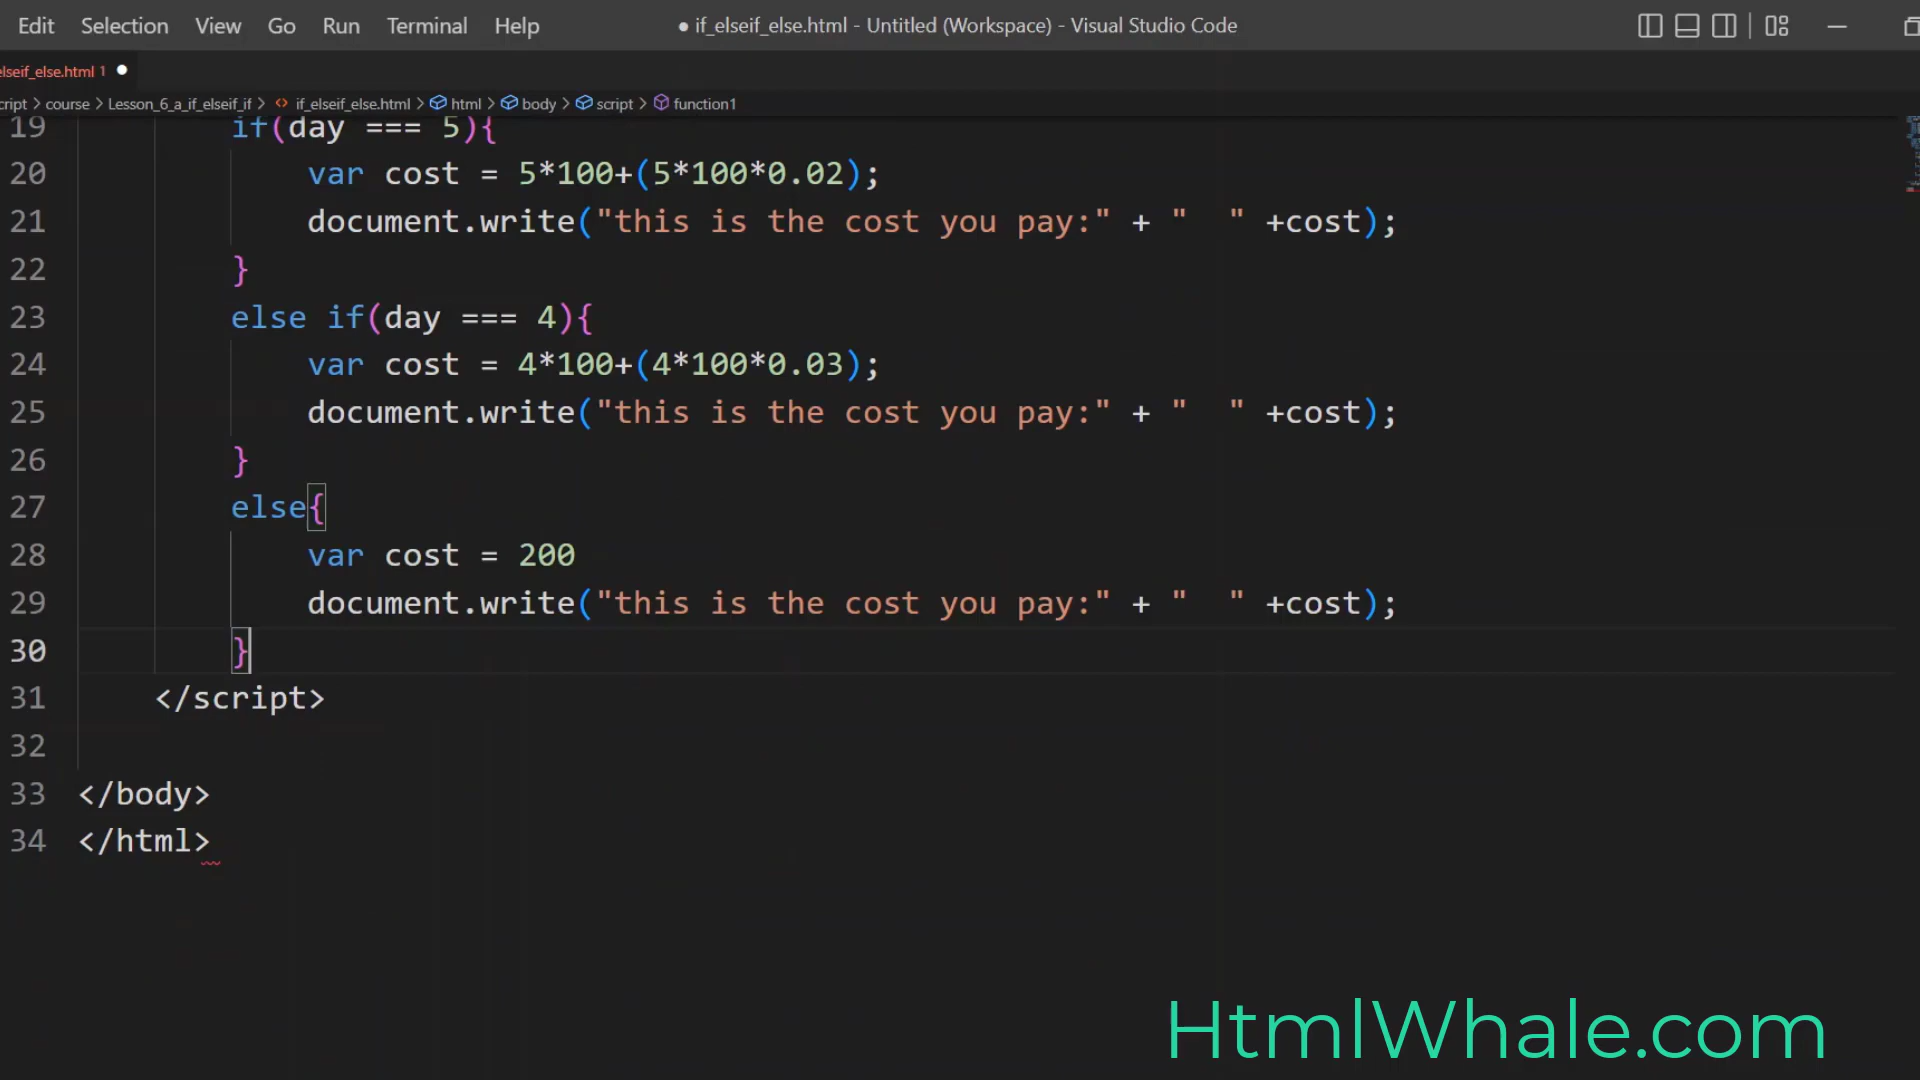 Edit Selection View Go Run Terminal Help ● if_elseif_else.html - Untitled (Workspace) - Visual Studio Code
elseif_else.html 1 ●
cript > course > Lesson_6_a_if_elseif_if > <> if_elseif_else.html > html > body > script > function1
19 if(day === 5){
20 var cost = 5*100+(5*100*0.02);
21 document.write("this is the cost you pay:" + "  " +cost);
22 }
23 else if(day === 4){
24 var cost = 4*100+(4*100*0.03);
25 document.write("this is the cost you pay:" + "  " +cost);
26 }
27 else{
28 var cost = 200
29 document.write("this is the cost you pay:" + "  " +cost);
30 }
31 </script>
32
33 </body>
34 </html>
HtmlWhale.com